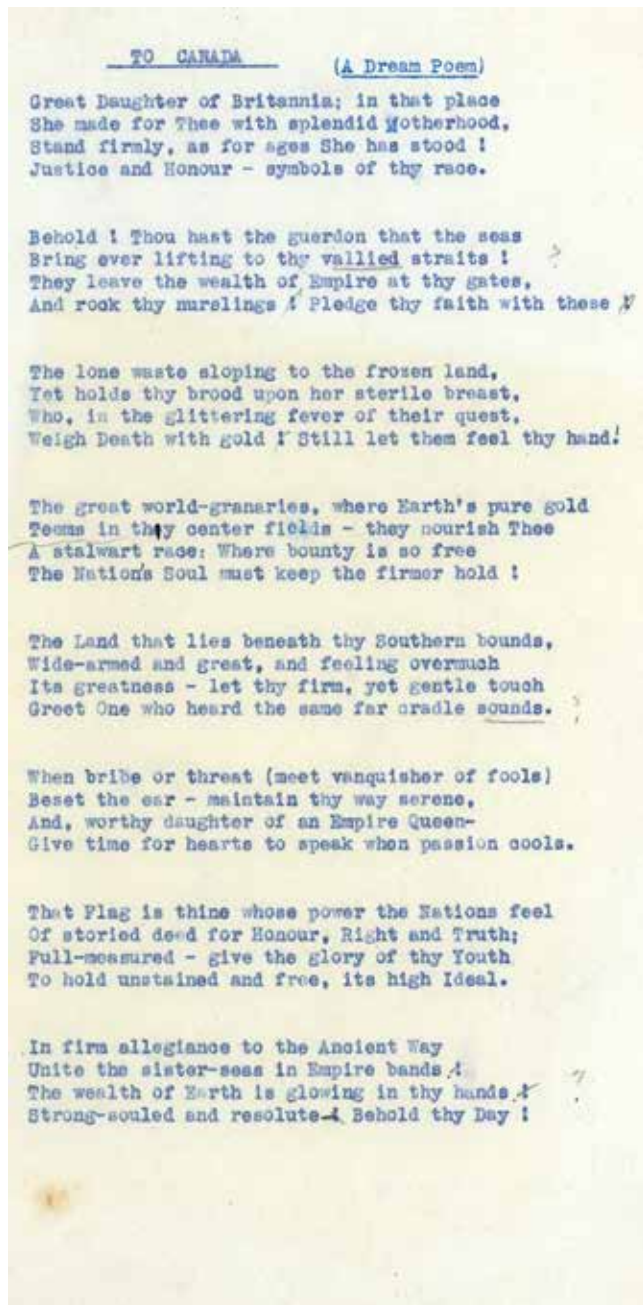 TO CANADA (A Dream Poem)
Great Daughter of Britannia; in that place
She made for Thee with splendid Motherhood,
Stand firmly, as for ages She has stood !
Justice and Honour - symbols of thy race.
Behold ! Thou hast the guerdon that the seas
Bring ever lifting to thy vallied straits ! ?
They leave the wealth of Empire at thy gates,
And rock thy nurslings ! Pledge thy faith with these !
The lone waste sloping to the frozen land,
Yet holds thy brood upon her sterile breast,
Who, in the glittering fever of their quest,
Weigh Death with gold ! Still let them feel thy hand!
The great world-granaries, where Earth's pure gold
Teems in thy center fields - they nourish Thee
A stalwart race: Where bounty is so free
The Nation's Soul must keep the firmer hold !
The Land that lies beneath thy Southern bounds,
Wide-armed and great, and feeling overmuch
Its greatness - let thy firm, yet gentle touch
Greet One who heard the same far cradle sounds. ?
When bribe or threat (meet vanquisher of fools)
Beset the ear - maintain thy way serene,
And, worthy daughter of an Empire Queen-
Give time for hearts to speak when passion cools.
That Flag is thine whose power the Nations feel
Of storied deed for Honour, Right and Truth;
Full-measured - give the glory of thy Youth
To hold unstained and free, its high Ideal.
In firm allegiance to the Ancient Way
Unite the sister-seas in Empire bands !
The wealth of Earth is glowing in thy hands ! ?
Strong-souled and resolute ! Behold thy Day !